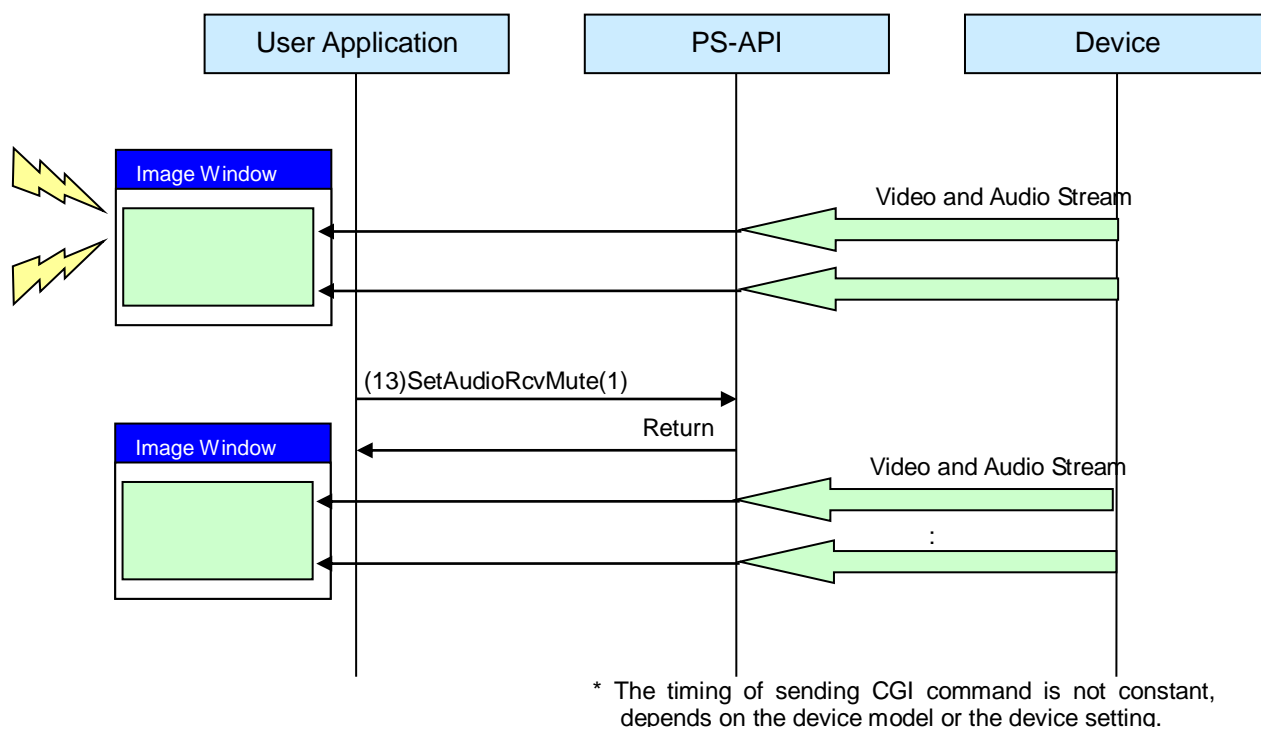 User Application
PS-API
Device
Image Window
Video and Audio Stream
(13)SetAudioRcvMute(1)
Return
Image Window
Video and Audio Stream
:
* The timing of sending CGI command is not constant,
depends on the device model or the device setting.